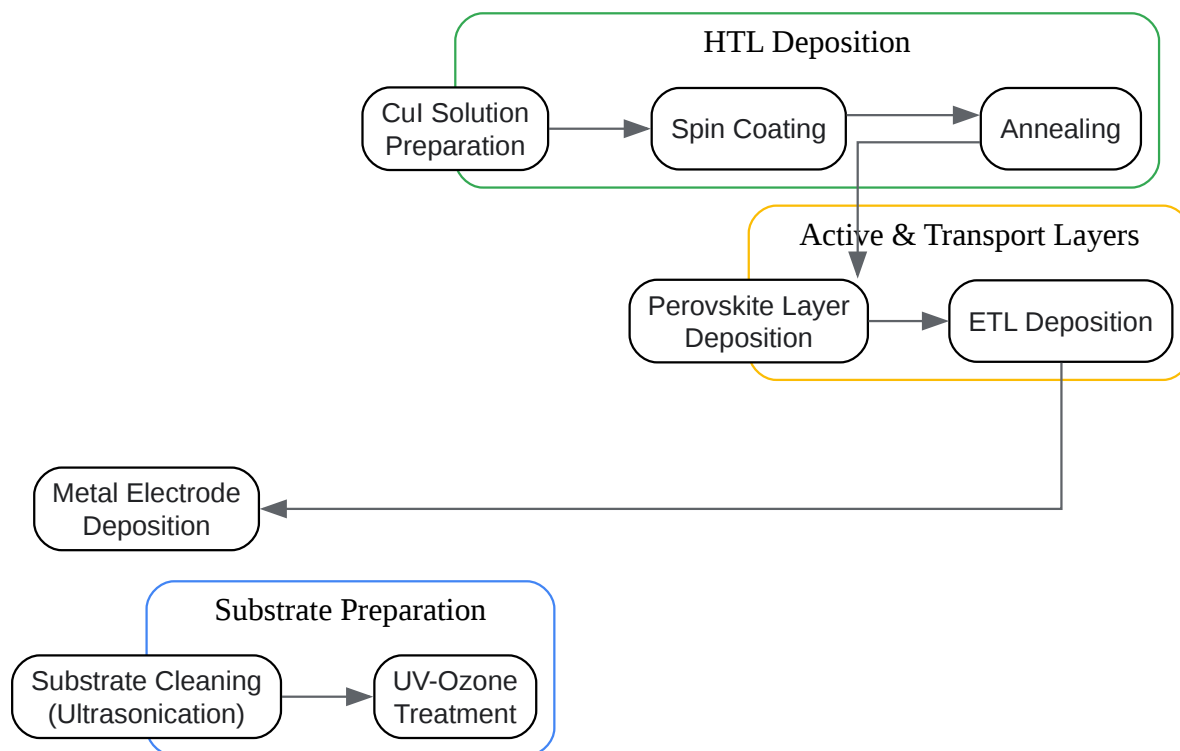 HTL Deposition
CuI Solution
Preparation
Spin Coating
Annealing
Active & Transport Layers
Perovskite Layer
Deposition
ETL Deposition
Metal Electrode
Deposition
Substrate Preparation
Substrate Cleaning
(Ultrasonication)
UV-Ozone
Treatment